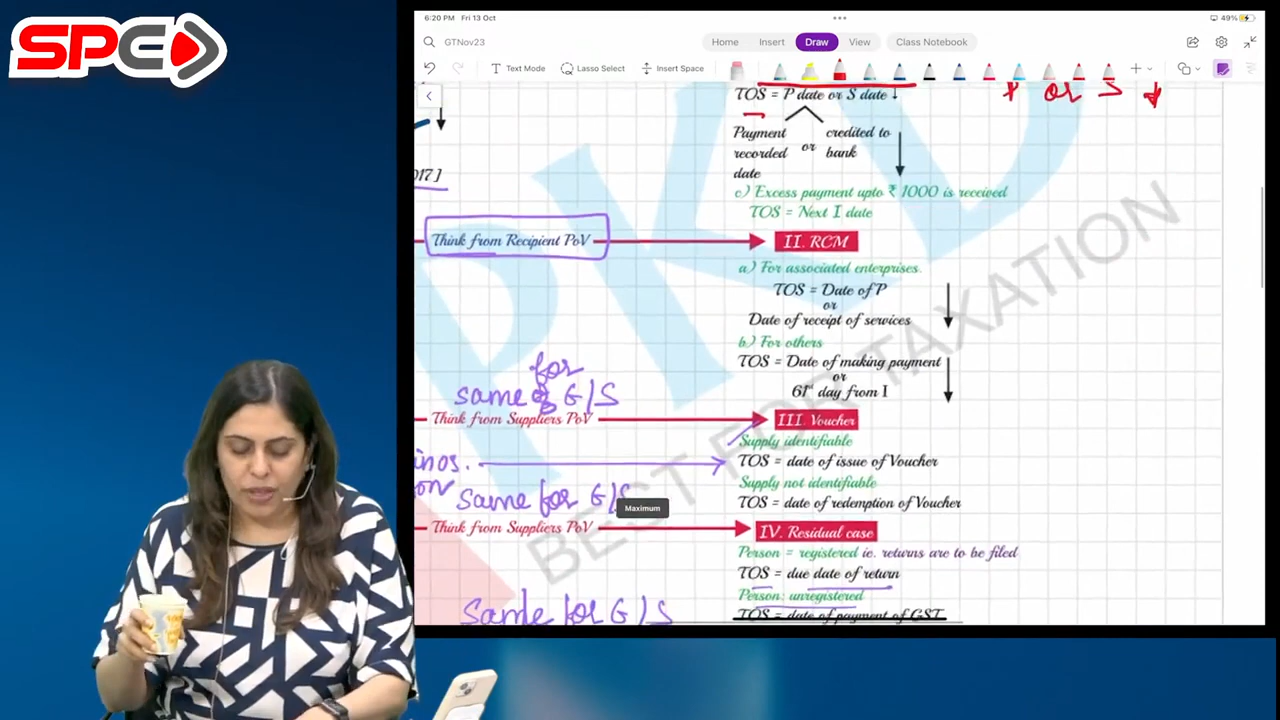 SPC
6:20 PM Fri 13 Oct
49%
GTNov23
Home Insert Draw View Class Notebook
Text Mode Lasso Select Insert Space
TOS = P date or S date ↓
P or S ↓
Payment recorded date
or
credited to bank
017]
c) Excess payment upto ₹ 1000 is received
TOS = Next I date
Think from Recipient PoV
II. RCM
a) For associated enterprises.
TOS = Date of P
or
Date of receipt of services
b) For others
TOS = Date of making payment
or
61st day from I
for
same G/S
Think from Suppliers PoV
III. Voucher
Supply identifiable
inos.
TOS = date of issue of Voucher
on
Same for G/S
Supply not identifiable
TOS = date of redemption of Voucher
Maximum
Think from Suppliers PoV
IV. Residual case
Person = registered ie. returns are to be filed
TOS = due date of return
Person: unregistered
Same for G/S
TOS = date of payment of GST
PKD
BEST FOR TAXATION